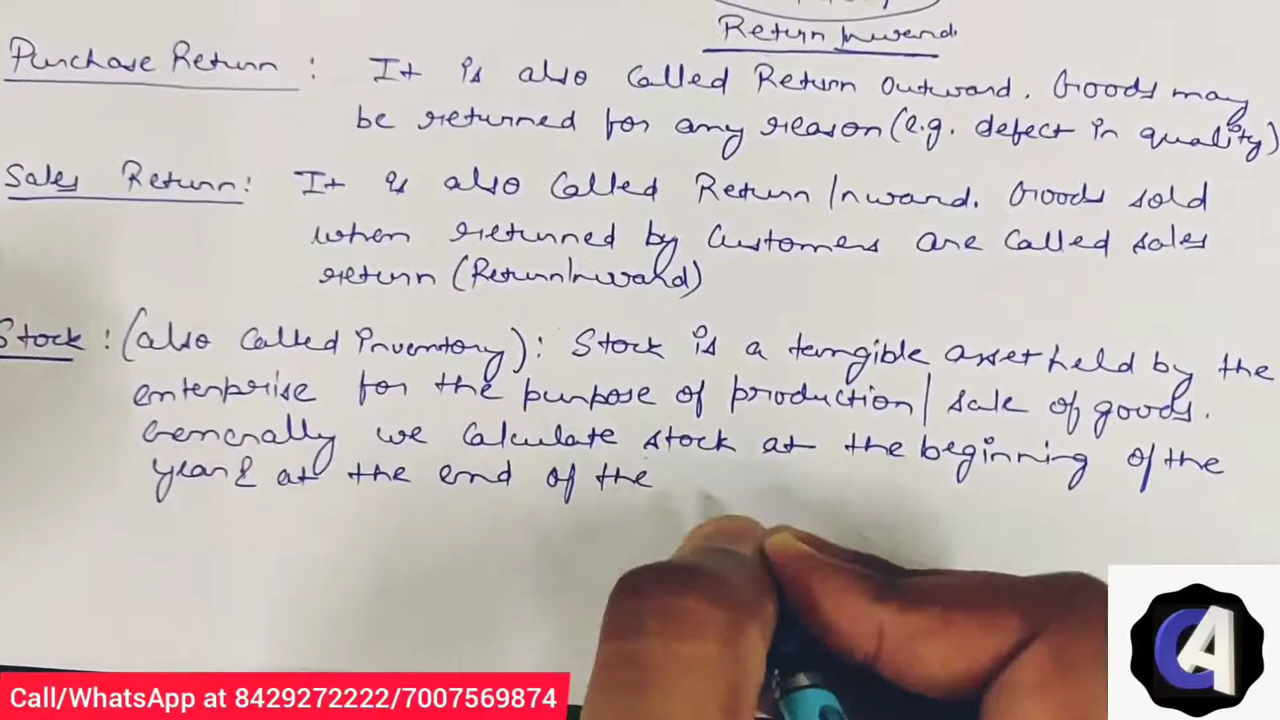 Return Inward
Purchase Return : It is also Called Return Outward. Goods may
be returned for any reason (e.g. defect in quality)
Sales Return : It is also Called Return Inward. Goods sold
when returned by Customers are Called sales
return (Return Inward)
Stock : (also Called Inventory) : Stock is a tangible asset held by the
enterprise for the purpose of production/ sale of goods.
Generally we Calculate stock at the beginning of the
year & at the end of the
CA
Call/WhatsApp at 8429272222/7007569874